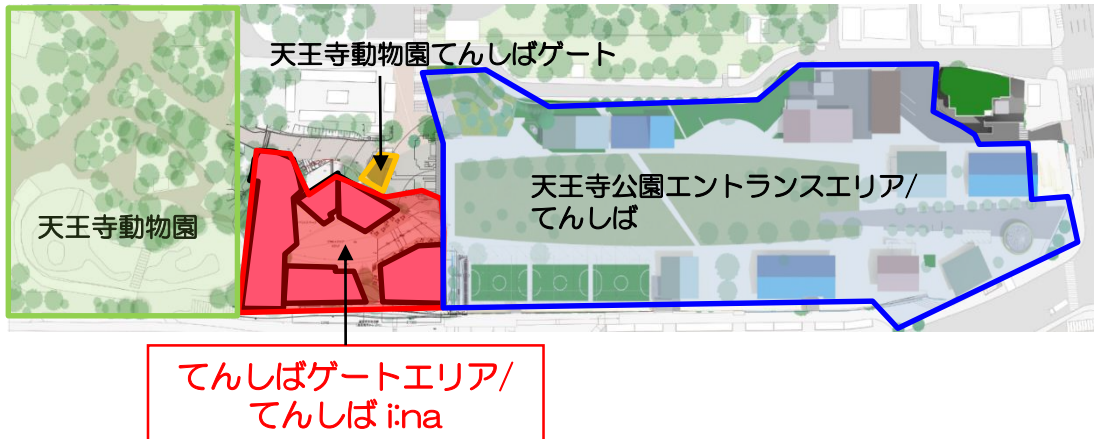 天王寺動物園てんしばゲート
天王寺動物園
天王寺公園エントランスエリア/
てんしば
てんしばゲートエリア/
てんしば i:na